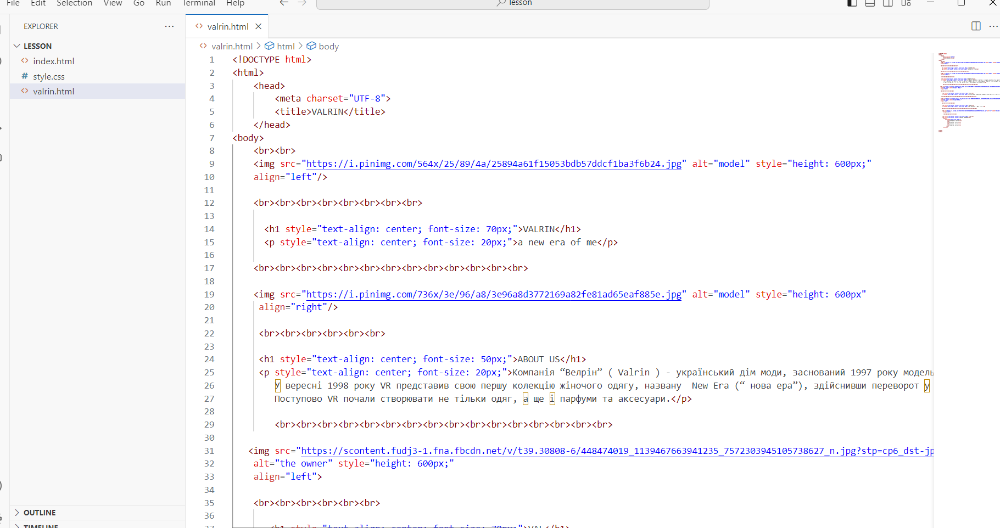 File Edit Selection View Go Run Terminal Help lesson
EXPLORER
LESSON
index.html
# style.css
valrin.html
OUTLINE
TIMELINE
valrin.html
valrin.html > html > body
1 <!DOCTYPE html>
2 <html>
3 <head>
4 <meta charset="UTF-8">
5 <title>VALRIN</title>
6 </head>
7 <body>
8 <br><br>
9 <img src="https://i.pinimg.com/564x/25/89/4a/25894a61f15053bdb57ddcf1ba3f6b24.jpg" alt="model" style="height: 600px;"
10 align="left"/>
11
12 <br><br><br><br><br><br><br><br>
13
14 <h1 style="text-align: center; font-size: 70px;">VALRIN</h1>
15 <p style="text-align: center; font-size: 20px;">a new era of me</p>
16
17 <br><br><br><br><br><br><br><br><br><br><br><br><br>
18
19 <img src="https://i.pinimg.com/736x/3e/96/a8/3e96a8d3772169a82fe81ad65eaf885e.jpg" alt="model" style="height: 600px"
20 align="right"/>
21
22 <br><br><br><br><br><br>
23
24 <h1 style="text-align: center; font-size: 50px;">ABOUT US</h1>
25 <p style="text-align: center; font-size: 20px;">Компанія “Велрін” ( Valrin ) - український дім моди, заснований 1997 року модель
26 У вересні 1998 року VR представив свою першу колекцію жіночого одягу, названу New Era (“ нова ера”), здійснивши переворот у
27 Поступово VR почали створювати не тільки одяг, а ще і парфуми та аксесуари.</p>
28
29 <br><br><br><br><br><br><br><br><br><br><br><br><br><br><br><br>
30
31 <img src="https://scontent.fudj3-1.fna.fbcdn.net/v/t39.30808-6/448474019_1139467663941235_7572303945105738627_n.jpg?stp=cp6_dst-jp
32 alt="the owner" style="height: 600px;"
33 align="left">
34
35 <br><br><br><br><br><br>
36
37 <h1 style="text-align: center; font-size: 70px;">VAL</h1>